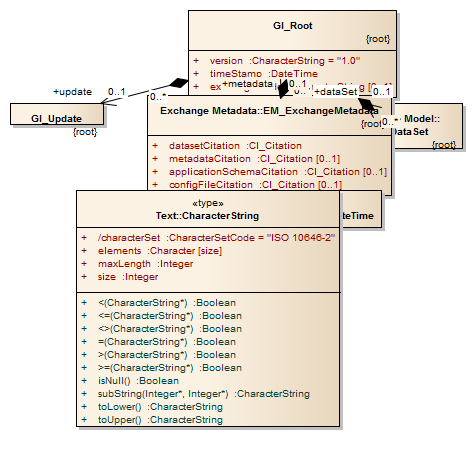 GI_Root
{root}
+ version :CharacterString = "1.0"
+ timeStamp :DateTime
+ ex
+update
0..1
0..*
+metadata
0..1
+dataSet
0..1
GI_Update
{root}
Exchange Metadata::EM_ExchangeMetadata
{root}
0..*
Model::
DataSet
{root}
+ datasetCitation :CI_Citation
+ metadataCitation :CI_Citation [0..1]
+ applicationSchemaCitation :CI_Citation [0..1]
+ configFileCitation :CI_Citation [0..1]
«type»
Text::CharacterString
ateTime
+ /characterSet :CharacterSetCode = "ISO 10646-2"
+ elements :Character [size]
+ maxLength :Integer
+ size :Integer
+ <(CharacterString*) :Boolean
+ <=(CharacterString*) :Boolean
+ <>(CharacterString*) :Boolean
+ =(CharacterString*) :Boolean
+ >(CharacterString*) :Boolean
+ >=(CharacterString*) :Boolean
+ isNull() :Boolean
+ subString(Integer*, Integer*) :CharacterString
+ toLower() :CharacterString
+ toUpper() :CharacterString